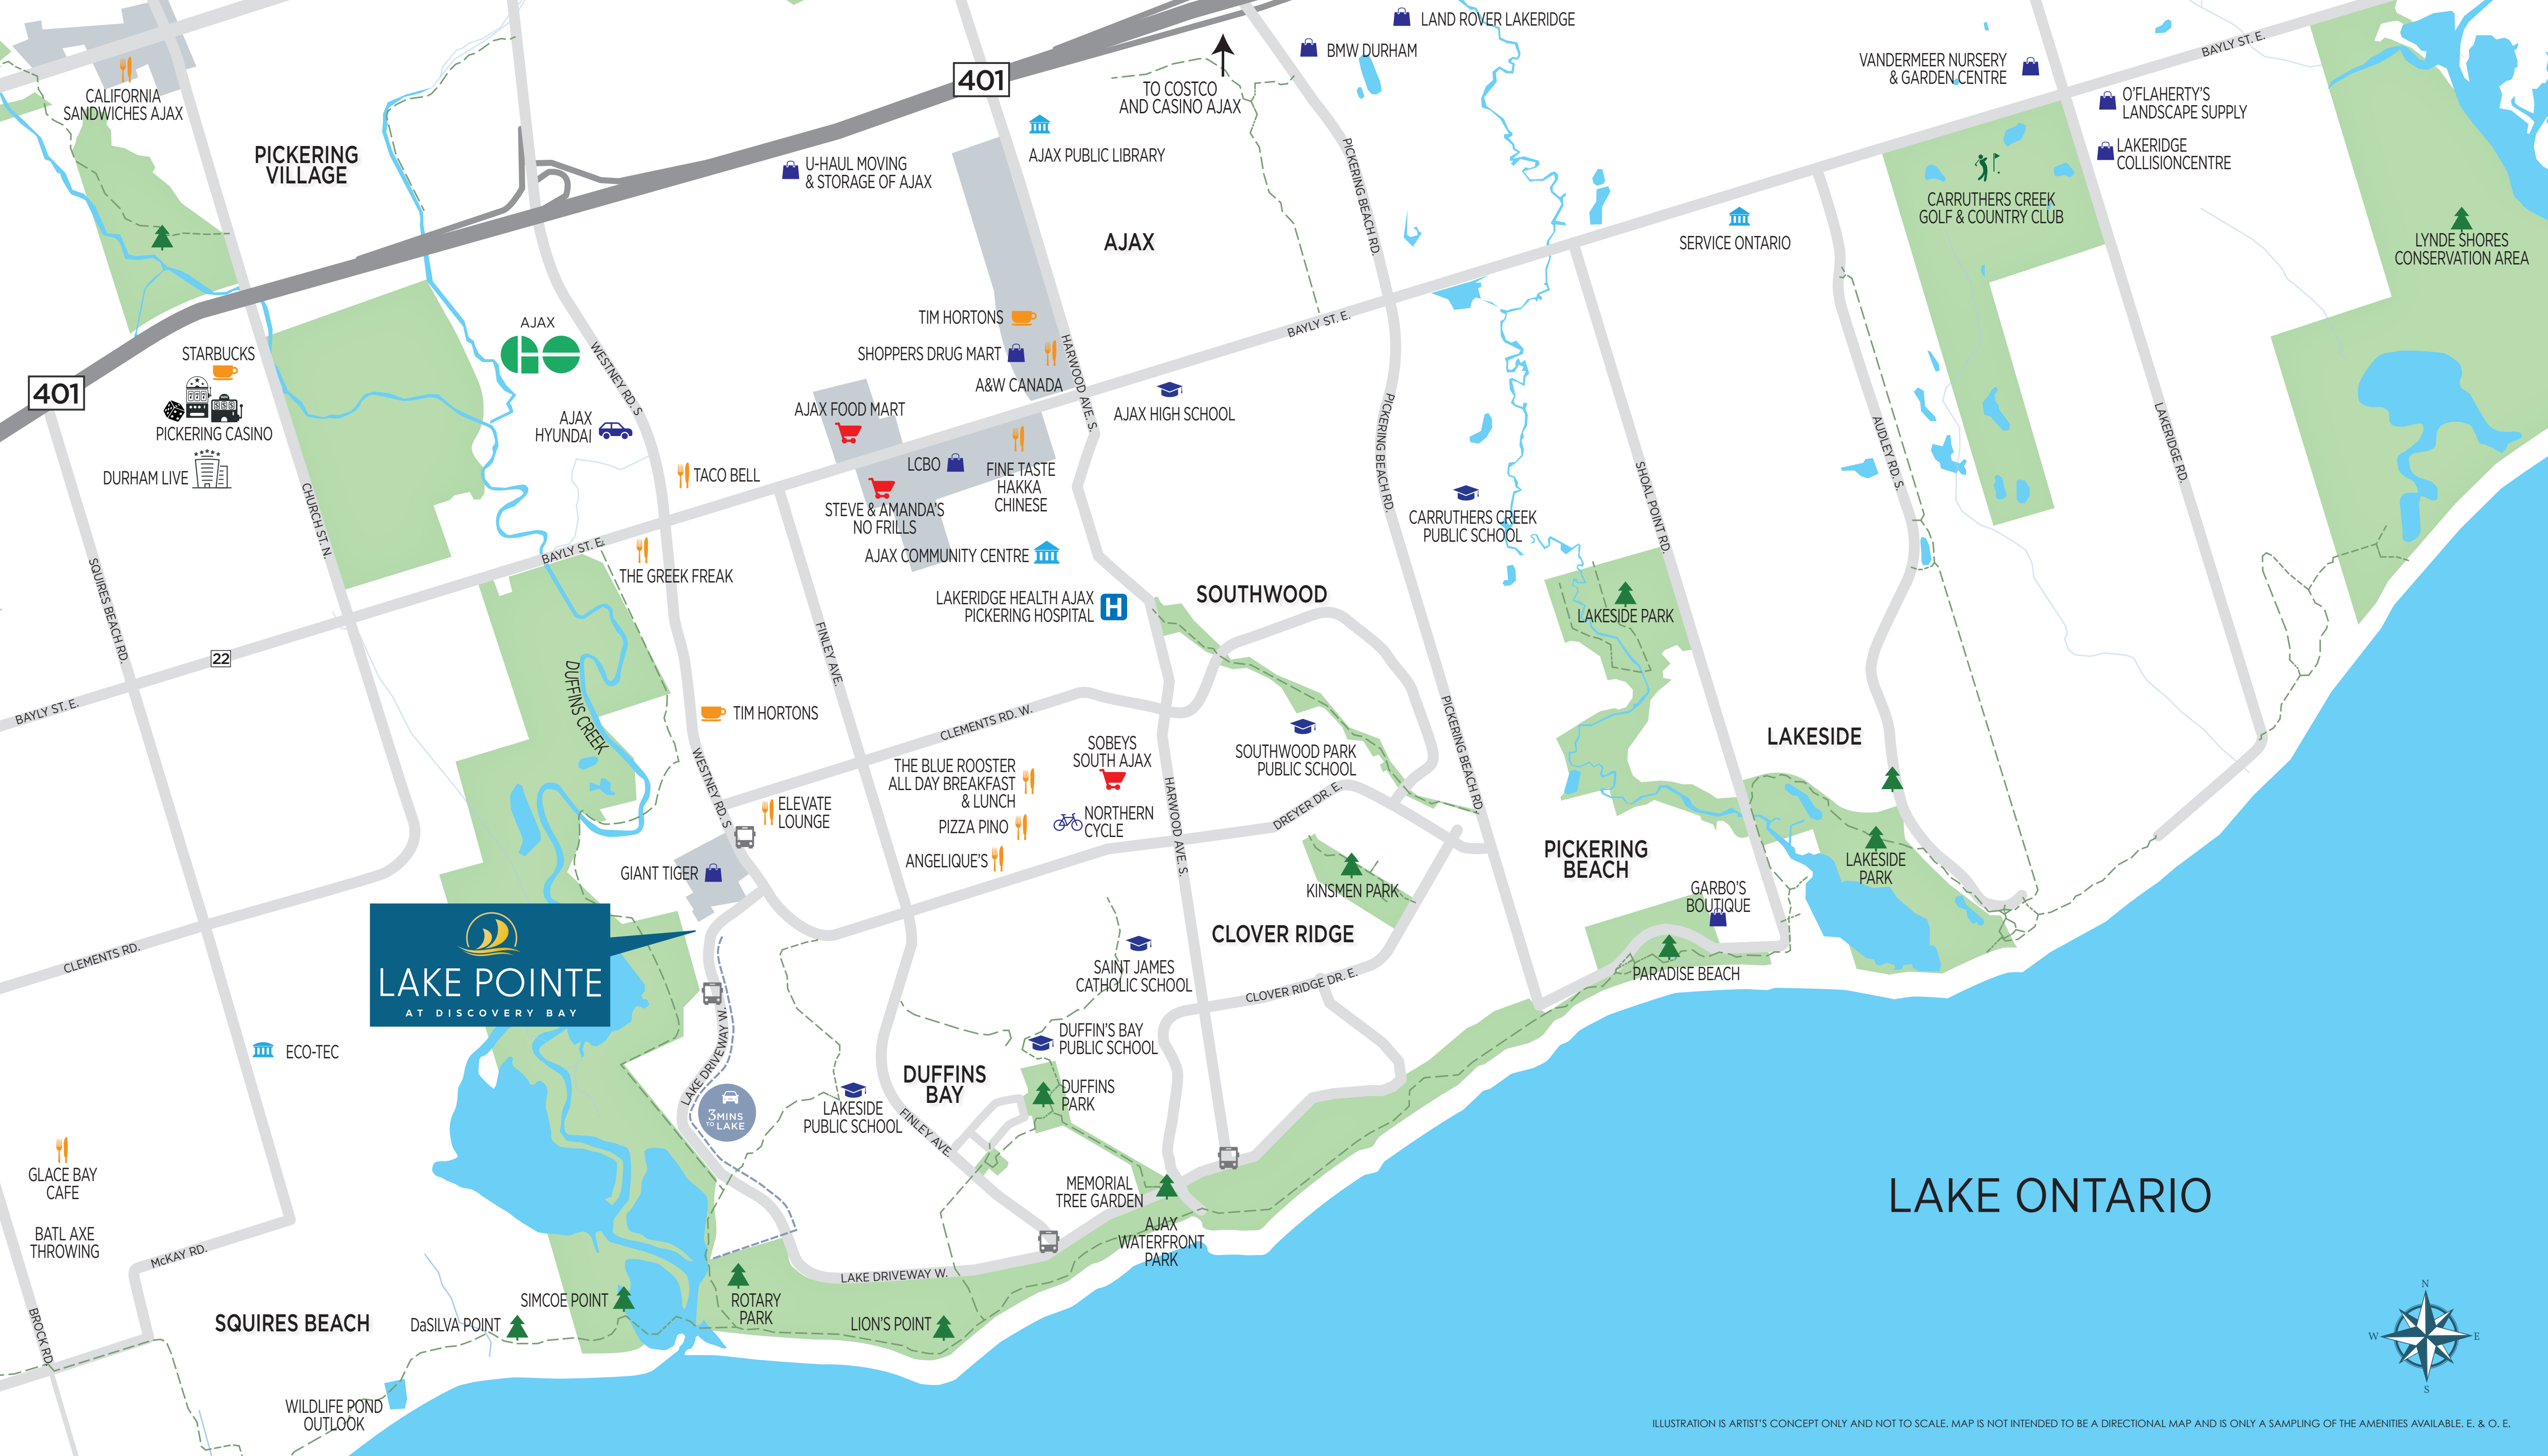 LAND ROVER LAKERIDGE
BMW DURHAM
BAYLY ST. E.
VANDERMEER NURSERY
& GARDEN CENTRE
401
TO COSTCO
AND CASINO AJAX
CALIFORNIA
SANDWICHES AJAX
O'FLAHERTY'S
LANDSCAPE SUPPLY
LAKERIDGE
COLLISIONCENTRE
PICKERING
VILLAGE
U-HAUL MOVING
& STORAGE OF AJAX
AJAX PUBLIC LIBRARY
PICKERING BEACH RD.
AJAX
SERVICE ONTARIO
CARRUTHERS CREEK
GOLF & COUNTRY CLUB
LYNDE SHORES
CONSERVATION AREA
AJAX
GO
TIM HORTONS
BAYLY ST. E.
STARBUCKS
401
PICKERING CASINO
DURHAM LIVE
WESTNEY RD. S
AJAX
HYUNDAI
SHOPPERS DRUG MART
A&W CANADA
HARWOOD AVE. S.
AJAX FOOD MART
AJAX HIGH SCHOOL
PICKERING BEACH RD.
AUDLEY RD. S.
LAKERIDGE RD.
TACO BELL
LCBO
FINE TASTE
HAKKA
CHINESE
STEVE & AMANDA'S
NO FRILLS
CHURCH ST. N.
SHOAL POINT RD.
CARRUTHERS CREEK
PUBLIC SCHOOL
BAYLY ST. E.
THE GREEK FREAK
AJAX COMMUNITY CENTRE
SQUIRES BEACH RD.
LAKERIDGE HEALTH AJAX
PICKERING HOSPITAL
H
SOUTHWOOD
LAKESIDE PARK
22
FINLEY AVE.
DUFFINS CREEK
BAYLY ST. E.
TIM HORTONS
CLEMENTS RD. W.
PICKERING BEACH RD.
LAKESIDE
SOBEYS
SOUTH AJAX
SOUTHWOOD PARK
PUBLIC SCHOOL
WESTNEY RD. S
THE BLUE ROOSTER
ALL DAY BREAKFAST
& LUNCH
ELEVATE
LOUNGE
PIZZA PINO
NORTHERN
CYCLE
HARWOOD AVE. S.
DREYER DR. E.
ANGELIQUE'S
GIANT TIGER
KINSMEN PARK
PICKERING
BEACH
LAKESIDE
PARK
GARBO'S
BOUTIQUE
LAKE POINTE
AT DISCOVERY BAY
CLOVER RIDGE
CLEMENTS RD.
SAINT JAMES
CATHOLIC SCHOOL
CLOVER RIDGE DR. E.
PARADISE BEACH
ECO-TEC
LAKE DRIVEWAY W.
DUFFIN'S BAY
PUBLIC SCHOOL
DUFFINS
BAY
DUFFINS
PARK
3 MINS
TO LAKE
LAKESIDE
PUBLIC SCHOOL
FINLEY AVE.
GLACE BAY
CAFE
MEMORIAL
TREE GARDEN
LAKE ONTARIO
BATL AXE
THROWING
McKAY RD.
AJAX
WATERFRONT
PARK
LAKE DRIVEWAY W.
BROCK RD.
SQUIRES BEACH
SIMCOE POINT
DaSILVA POINT
ROTARY
PARK
LION'S POINT
N
W
E
S
WILDLIFE POND
OUTLOOK
ILLUSTRATION IS ARTIST'S CONCEPT ONLY AND NOT TO SCALE. MAP IS NOT INTENDED TO BE A DIRECTIONAL MAP AND IS ONLY A SAMPLING OF THE AMENITIES AVAILABLE. E. & O. E.